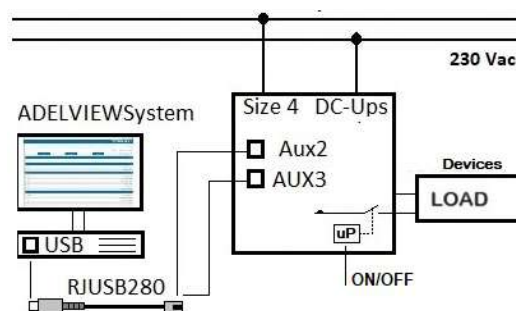 230 Vac
ADELVIEWSystem
Size 4 DC-Ups
Aux2
AUX3
Devices
LOAD
uP
USB
RJUSB280
ON/OFF